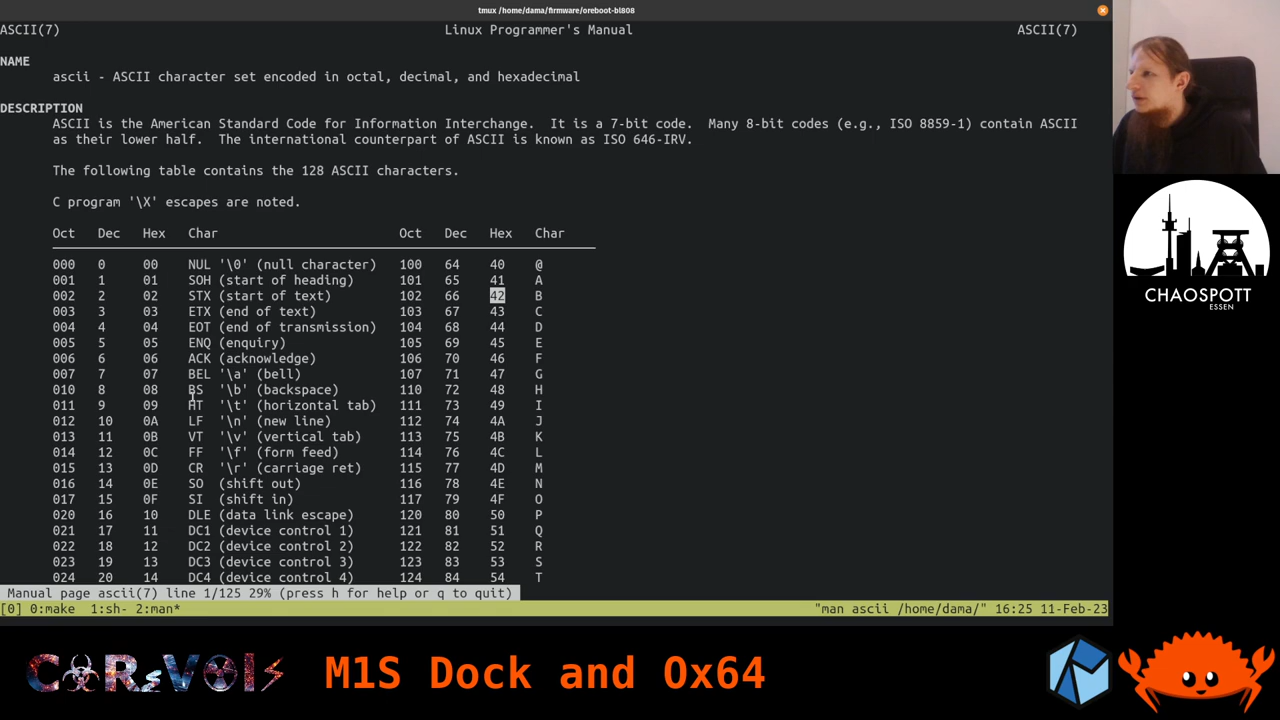 tmux /home/dama/firmware/oreboot-bl808
ASCII(7) Linux Programmer's Manual ASCII(7)
NAME
ascii - ASCII character set encoded in octal, decimal, and hexadecimal
DESCRIPTION
ASCII is the American Standard Code for Information Interchange. It is a 7-bit code. Many 8-bit codes (e.g., ISO 8859-1) contain ASCII
as their lower half. The international counterpart of ASCII is known as ISO 646-IRV.
The following table contains the 128 ASCII characters.
C program '\X' escapes are noted.
Oct Dec Hex Char Oct Dec Hex Char
000 0 00 NUL '\0' (null character) 100 64 40 @
001 1 01 SOH (start of heading) 101 65 41 A
002 2 02 STX (start of text) 102 66 42 B
003 3 03 ETX (end of text) 103 67 43 C
004 4 04 EOT (end of transmission) 104 68 44 D
005 5 05 ENQ (enquiry) 105 69 45 E
006 6 06 ACK (acknowledge) 106 70 46 F
007 7 07 BEL '\a' (bell) 107 71 47 G
010 8 08 BS '\b' (backspace) 110 72 48 H
011 9 09 HT '\t' (horizontal tab) 111 73 49 I
012 10 0A LF '\n' (new line) 112 74 4A J
013 11 0B VT '\v' (vertical tab) 113 75 4B K
014 12 0C FF '\f' (form feed) 114 76 4C L
015 13 0D CR '\r' (carriage ret) 115 77 4D M
016 14 0E SO (shift out) 116 78 4E N
017 15 0F SI (shift in) 117 79 4F O
020 16 10 DLE (data link escape) 120 80 50 P
021 17 11 DC1 (device control 1) 121 81 51 Q
022 18 12 DC2 (device control 2) 122 82 52 R
023 19 13 DC3 (device control 3) 123 83 53 S
024 20 14 DC4 (device control 4) 124 84 54 T
Manual page ascii(7) line 1/125 29% (press h for help or q to quit)
[0] 0:make 1:sh- 2:man* "man ascii /home/dama/" 16:25 11-Feb-23
CHAOSPOTT
ESSEN
M1S Dock and Ox64